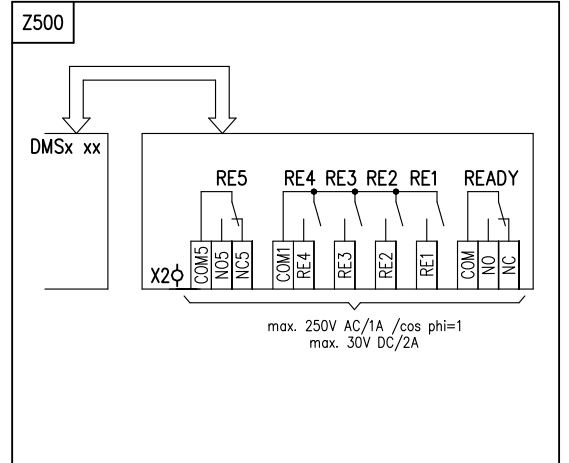 Z500
DMSx xx
RE5 RE4 RE3 RE2 RE1 READY
X2
COM5 NO5 NC5 COM1 RE4 RE3 RE2 RE1 COM NO NC
max. 250V AC/1A /cos phi=1
max. 30V DC/2A